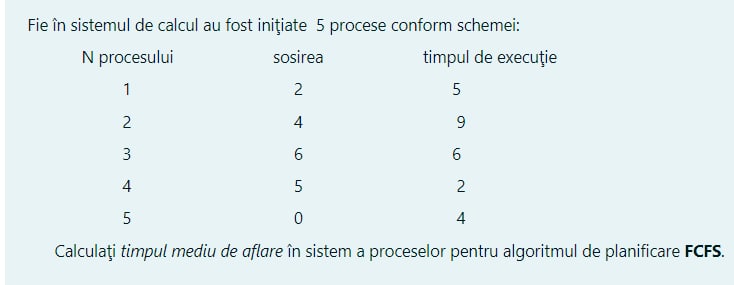 Fie în sistemul de calcul au fost iniţiate 5 procese conform schemei:
N procesului sosirea timpul de execuţie
1 2 5
2 4 9
3 6 6
4 5 2
5 0 4
Calculaţi timpul mediu de aflare în sistem a proceselor pentru algoritmul de planificare FCFS.